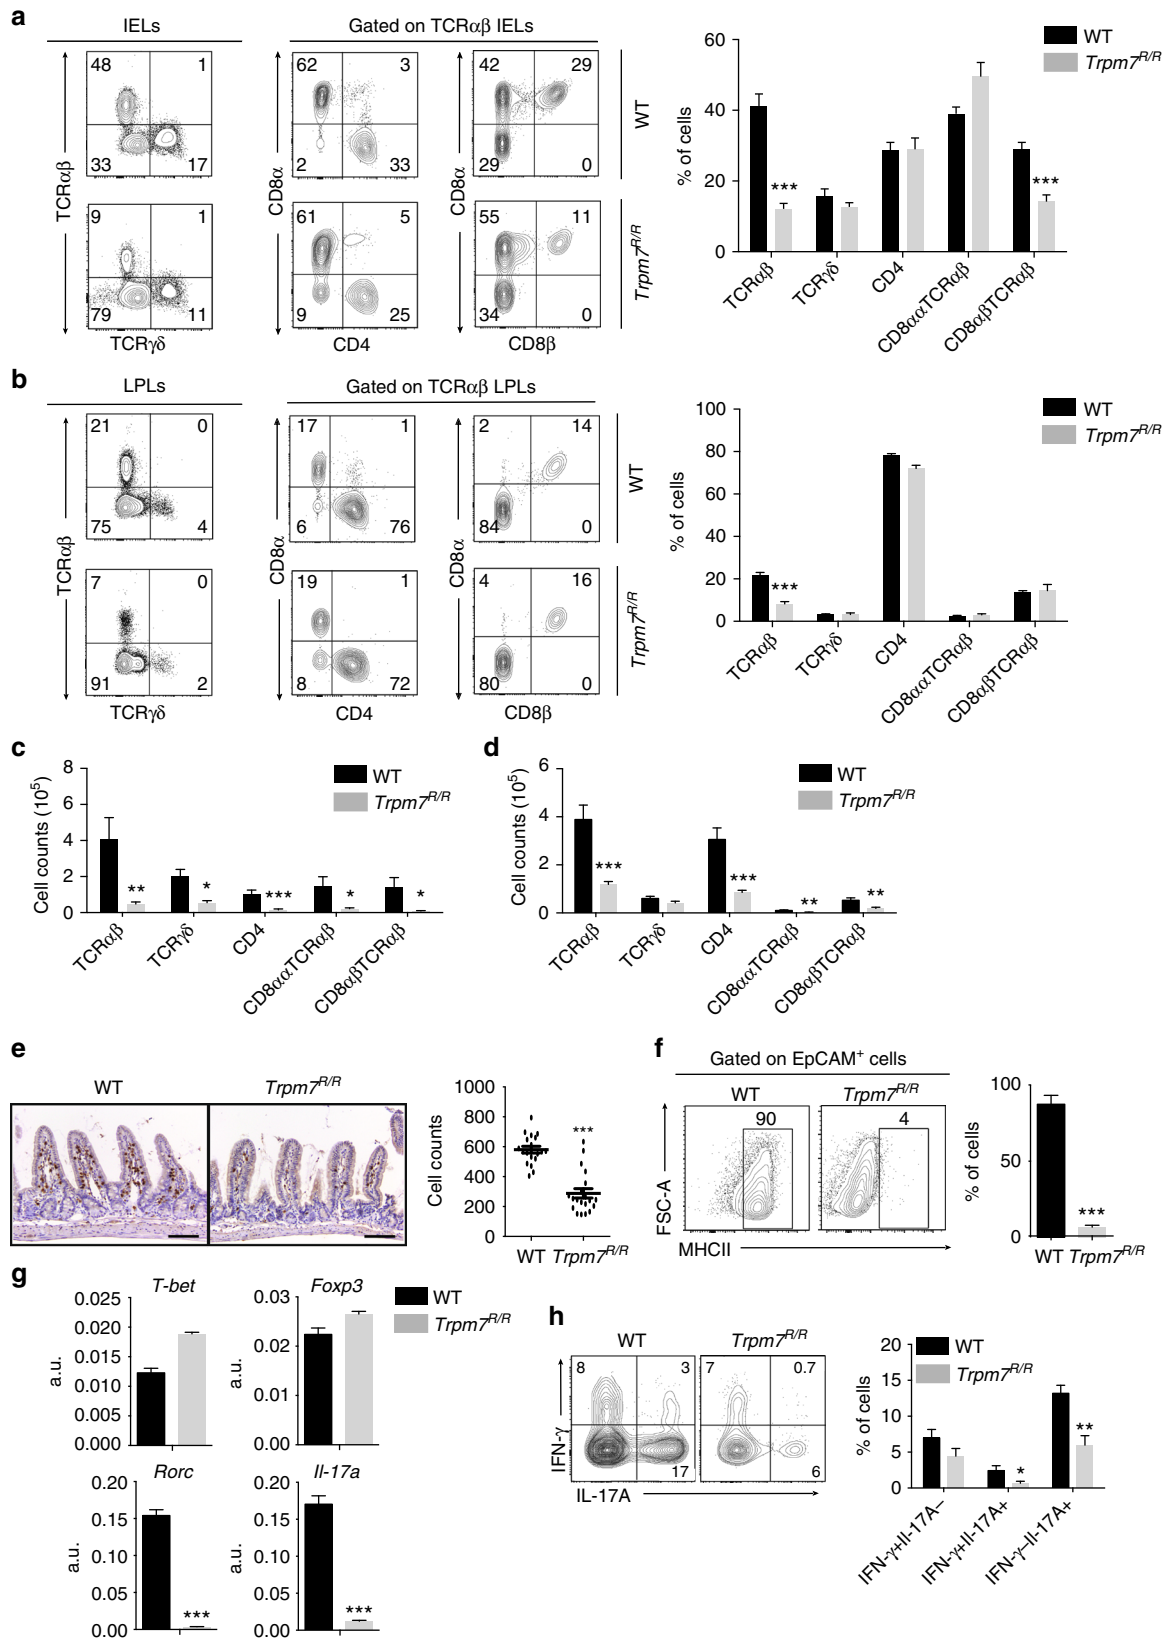 a
IELs
Gated on TCRαβ IELs
48 1
33 17
62 3
2 33
42 29
29 0
WT
9 1
79 11
61 5
9 25
55 11
34 0
Trpm7R/R
TCRαβ
CD8α
CD8α
TCRγδ
CD4
CD8β
WT
Trpm7R/R
% of cells
60
40
20
0
TCRαβ
TCRγδ
CD4
CD8ααTCRαβ
CD8αβTCRαβ
***
***
b
LPLs
Gated on TCRαβ LPLs
21 0
75 4
17 1
6 76
2 14
84 0
WT
7 0
91 2
19 1
8 72
4 16
80 0
Trpm7R/R
TCRαβ
CD8α
CD8α
TCRγδ
CD4
CD8β
WT
Trpm7R/R
% of cells
100
80
60
40
20
0
***
TCRαβ
TCRγδ
CD4
CD8ααTCRαβ
CD8αβTCRαβ
c
WT
Trpm7R/R
Cell counts (10⁵)
8
6
4
2
0
** * *** * *
TCRαβ
TCRγδ
CD4
CD8ααTCRαβ
CD8αβTCRαβ
d
WT
Trpm7R/R
Cell counts (10⁵)
6
4
2
0
*** *** ** **
TCRαβ
TCRγδ
CD4
CD8ααTCRαβ
CD8αβTCRαβ
e
WT
Trpm7R/R
Cell counts
1000
800
600
400
200
0
***
WT Trpm7R/R
f
Gated on EpCAM⁺ cells
WT
Trpm7R/R
90
4
FSC-A
MHCII
% of cells
100
50
0
***
WT Trpm7R/R
g
T-bet
a.u.
0.025
0.020
0.015
0.010
0.005
0.000
Foxp3
a.u.
0.03
0.02
0.01
0.00
WT
Trpm7R/R
Rorc
a.u.
0.20
0.15
0.10
0.05
0.00
***
Il-17a
a.u.
0.20
0.15
0.10
0.05
0.00
***
h
WT
Trpm7R/R
8 3
17
7 0.7
6
IFN-γ
IL-17A
WT
Trpm7R/R
% of cells
20
15
10
5
0
*
**
IFN-γ+Il-17A–
IFN-γ+Il-17A+
IFN-γ–Il-17A+